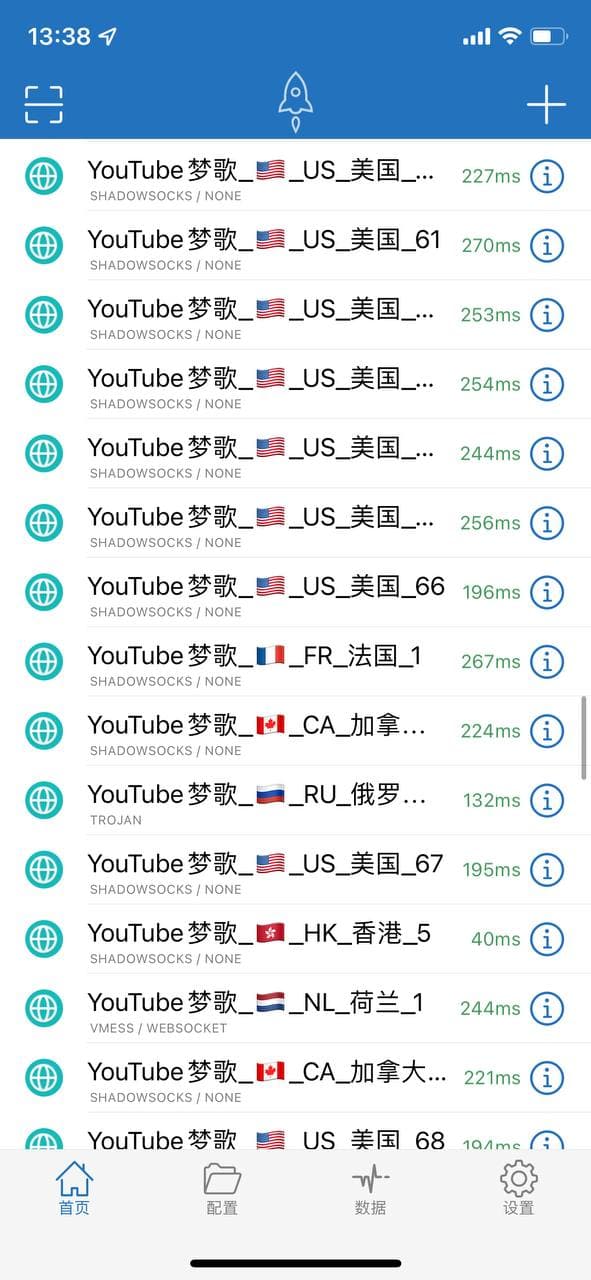 13:38
YouTube梦歌_🇺🇸_US_美国_...
227ms
SHADOWSOCKS / NONE
YouTube梦歌_🇺🇸_US_美国_61
270ms
SHADOWSOCKS / NONE
YouTube梦歌_🇺🇸_US_美国_...
253ms
SHADOWSOCKS / NONE
YouTube梦歌_🇺🇸_US_美国_...
254ms
SHADOWSOCKS / NONE
YouTube梦歌_🇺🇸_US_美国_...
244ms
SHADOWSOCKS / NONE
YouTube梦歌_🇺🇸_US_美国_...
256ms
SHADOWSOCKS / NONE
YouTube梦歌_🇺🇸_US_美国_66
196ms
SHADOWSOCKS / NONE
YouTube梦歌_🇫🇷_FR_法国_1
267ms
SHADOWSOCKS / NONE
YouTube梦歌_🇨🇦_CA_加拿...
224ms
SHADOWSOCKS / NONE
YouTube梦歌_🇷🇺_RU_俄罗...
132ms
TROJAN
YouTube梦歌_🇺🇸_US_美国_67
195ms
SHADOWSOCKS / NONE
YouTube梦歌_🇭🇰_HK_香港_5
40ms
SHADOWSOCKS / NONE
YouTube梦歌_🇳🇱_NL_荷兰_1
244ms
VMESS / WEBSOCKET
YouTube梦歌_🇨🇦_CA_加拿大...
221ms
SHADOWSOCKS / NONE
YouTube梦歌_🇺🇸_US_美国_68
194ms
首页
配置
数据
设置